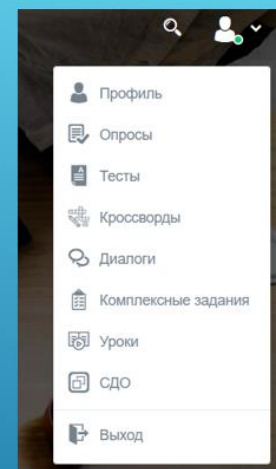 Профиль
Опросы
Тесты
Кроссворды
Диалоги
Комплексные задания
Уроки
СДО
Выход